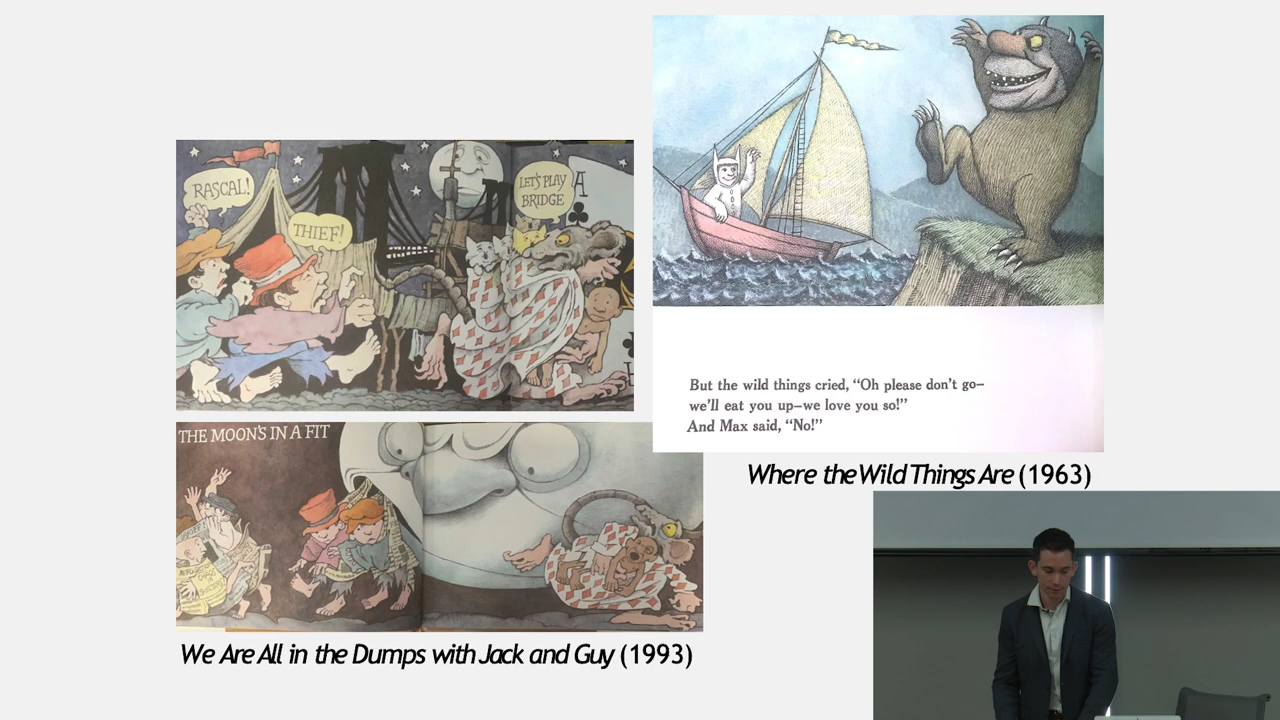 RASCAL!
THIEF!
LET'S PLAY
BRIDGE
A
THE MOON'S IN A FIT
We Are All in the Dumps with Jack and Guy (1993)
But the wild things cried, “Oh please don't go–
we'll eat you up–we love you so!”
And Max said, “No!”
Where the Wild Things Are (1963)